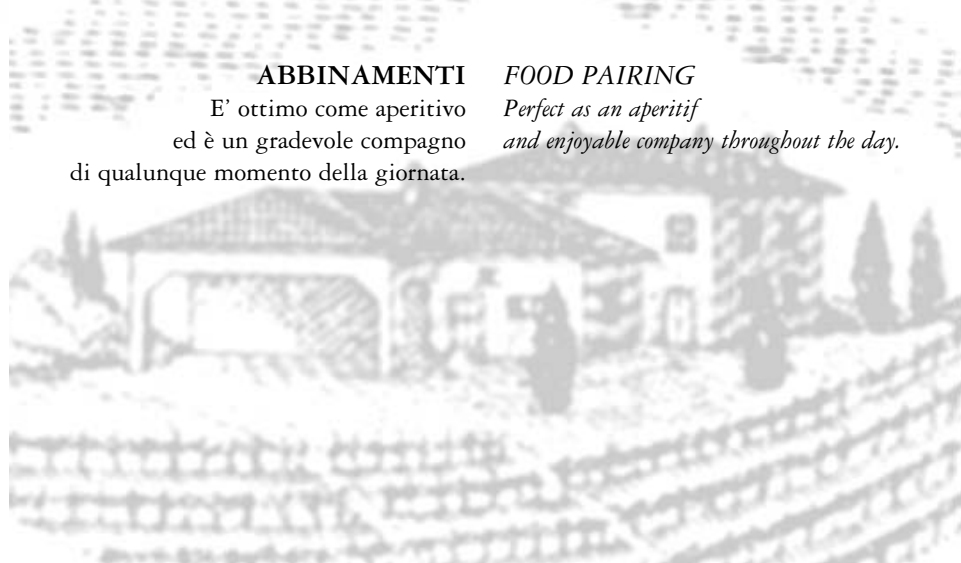 ABBINAMENTI
E’ ottimo come aperitivo
ed è un gradevole compagno
di qualunque momento della giornata.
FOOD PAIRING
Perfect as an aperitif
and enjoyable company throughout the day.